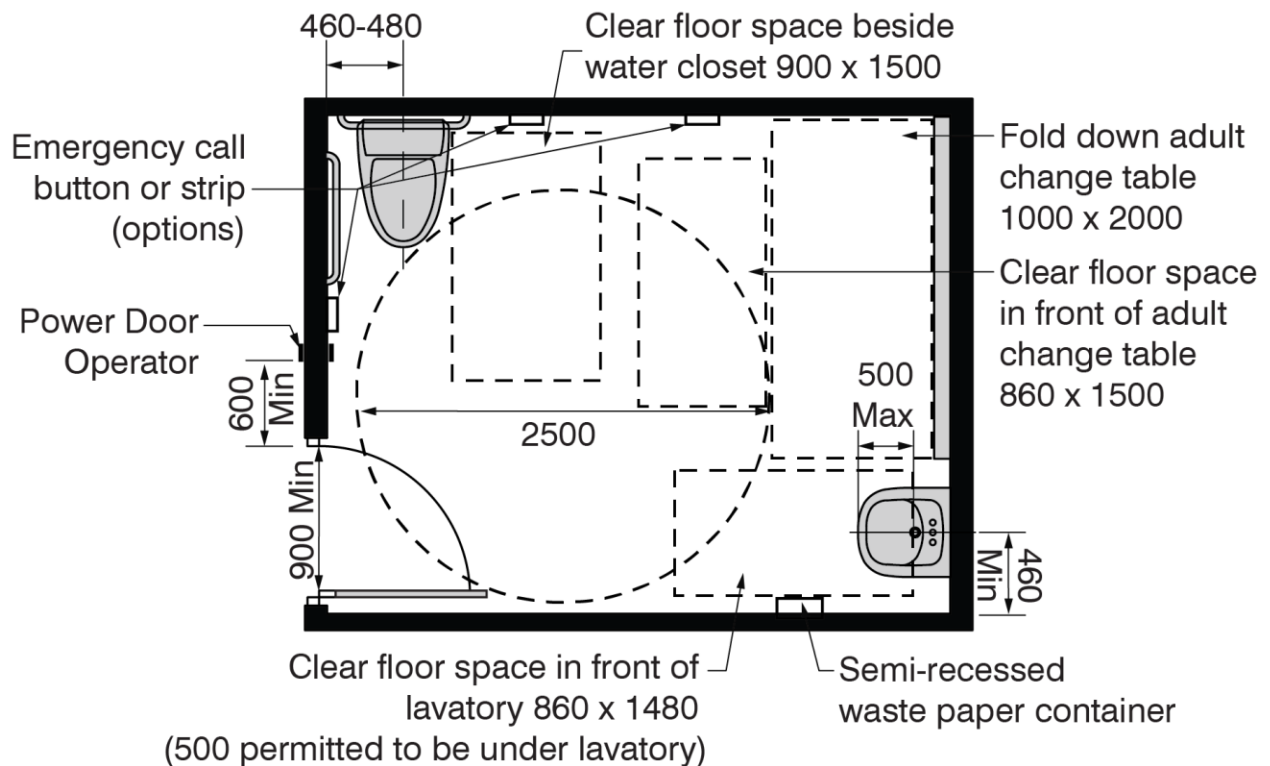 460-480
Clear floor space beside
water closet 900 x 1500
Emergency call
button or strip
(options)
Fold down adult
change table
1000 x 2000
Clear floor space
in front of adult
change table
860 x 1500
Power Door
Operator
600
Min
2500
500
Max
900 Min
460
Min
Clear floor space in front of
lavatory 860 x 1480
(500 permitted to be under lavatory)
Semi-recessed
waste paper container